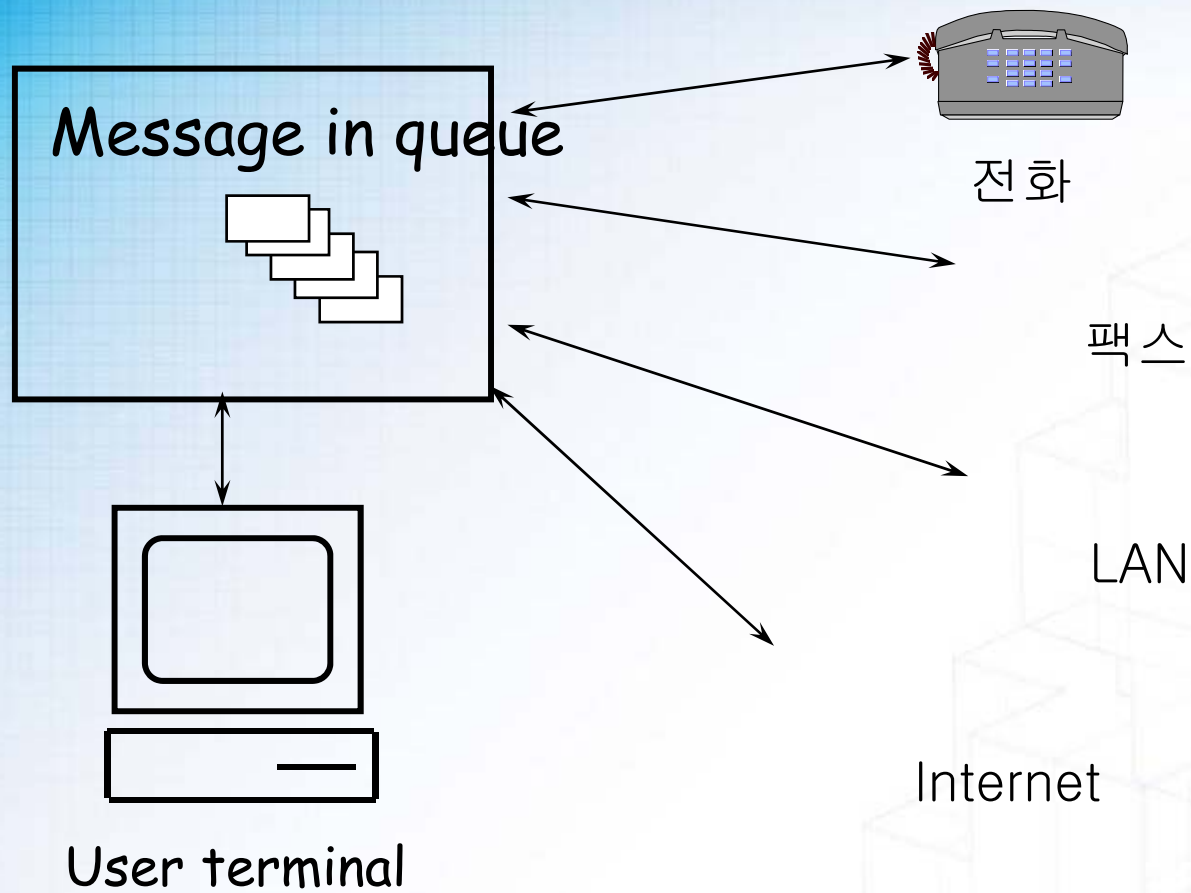 Message in queue
전화
팩스
LAN
Internet
User terminal